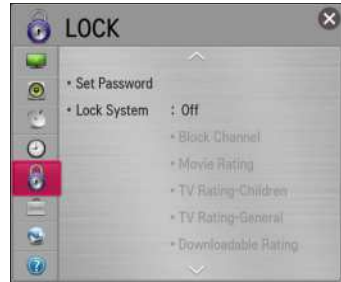 LOCK
• Set Password
• Lock System : Off
• Block Channel
• Movie Rating
• TV Rating-Children
• TV Rating-General
• Downloadable Rating